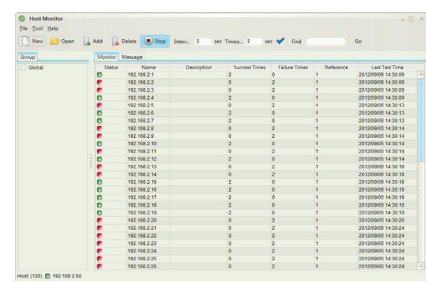 Host Monitor
File Tool Help
New Open Add Delete Stop Interv... 3 sec Timeo... 3 sec Find Go
Group Monitor Message
Global
Status Name Description Success Times Failure Times Reference Last Test Time
192.168.2.1 2 0 1 2012/09/05 14:30:09
192.168.2.2 0 2 1 2012/09/05 14:30:09
192.168.2.3 0 2 1 2012/09/05 14:30:09
192.168.2.4 2 0 1 2012/09/05 14:30:09
192.168.2.5 2 0 1 2012/09/05 14:30:13
192.168.2.6 2 0 1 2012/09/05 14:30:13
192.168.2.7 2 0 1 2012/09/05 14:30:13
192.168.2.8 0 2 1 2012/09/05 14:30:14
192.168.2.9 0 2 1 2012/09/05 14:30:14
192.168.2.10 2 0 1 2012/09/05 14:30:14
192.168.2.11 0 2 1 2012/09/05 14:30:14
192.168.2.12 2 0 1 2012/09/05 14:30:14
192.168.2.13 0 2 1 2012/09/05 14:30:18
192.168.2.14 2 0 1 2012/09/05 14:30:18
192.168.2.15 2 0 1 2012/09/05 14:30:18
192.168.2.16 2 0 1 2012/09/05 14:30:19
192.168.2.17 2 0 1 2012/09/05 14:30:19
192.168.2.18 2 0 1 2012/09/05 14:30:19
192.168.2.19 2 0 1 2012/09/05 14:30:19
192.168.2.20 0 2 1 2012/09/05 14:30:20
192.168.2.21 0 2 1 2012/09/05 14:30:24
192.168.2.22 0 2 1 2012/09/05 14:30:24
192.168.2.23 0 2 1 2012/09/05 14:30:24
192.168.2.24 0 2 1 2012/09/05 14:30:24
192.168.2.25 0 2 1 2012/09/05 14:30:24
192.168.2.26 0 2 1 2012/09/05 14:30:24
Host: (120) 192.168.2.60